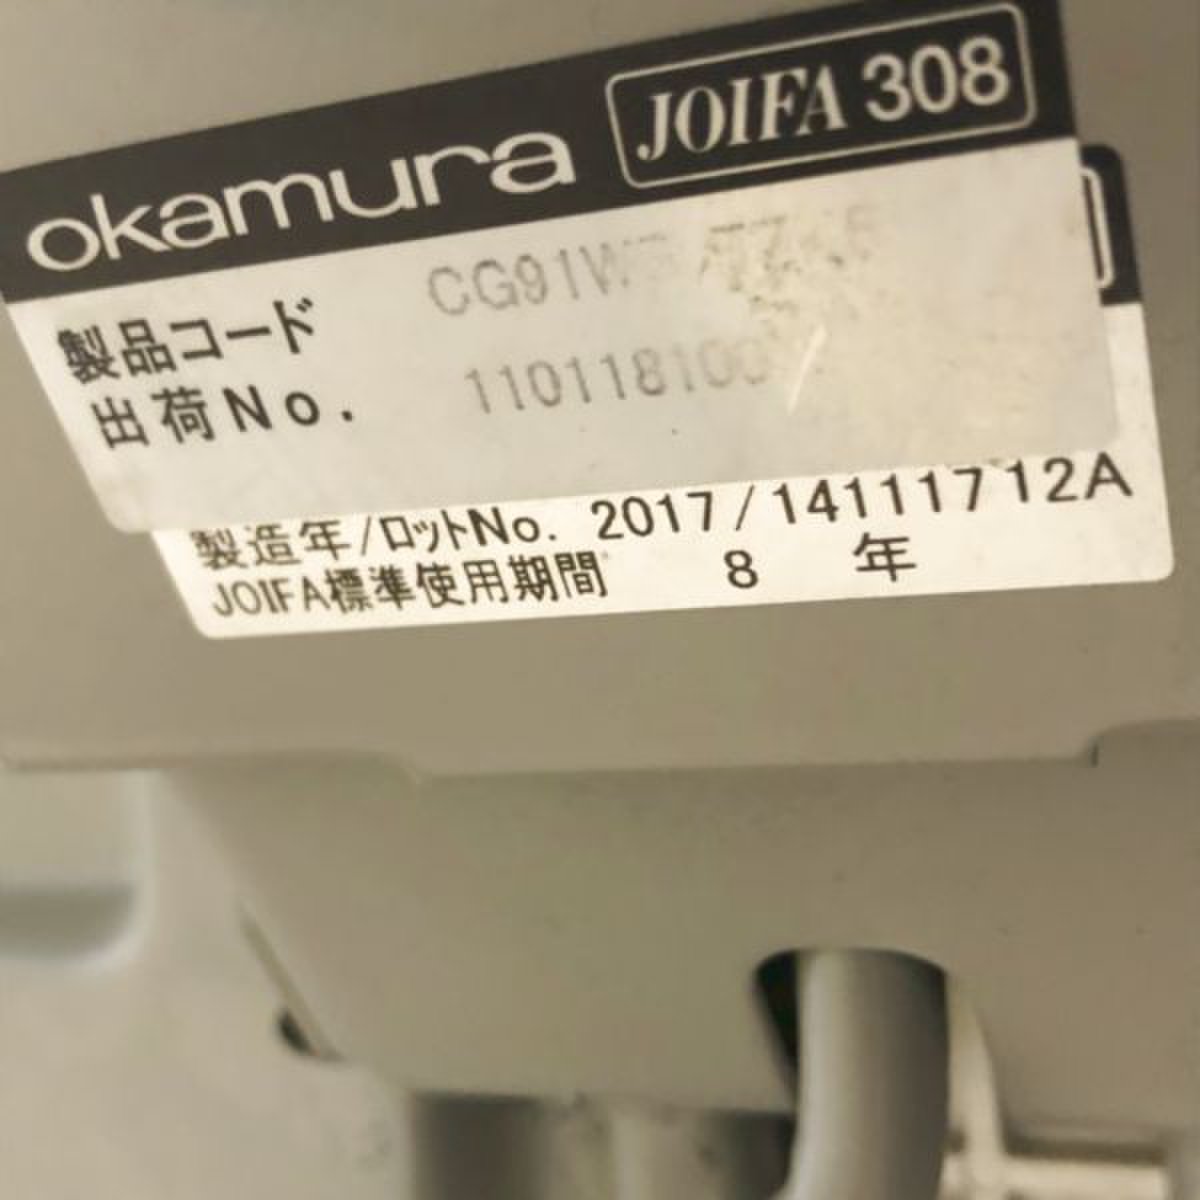 okamura JOIFA 308
製品コード
出荷No.
製造年/ロットNo. 2017/14111712A
JOIFA標準使用期間 8 年